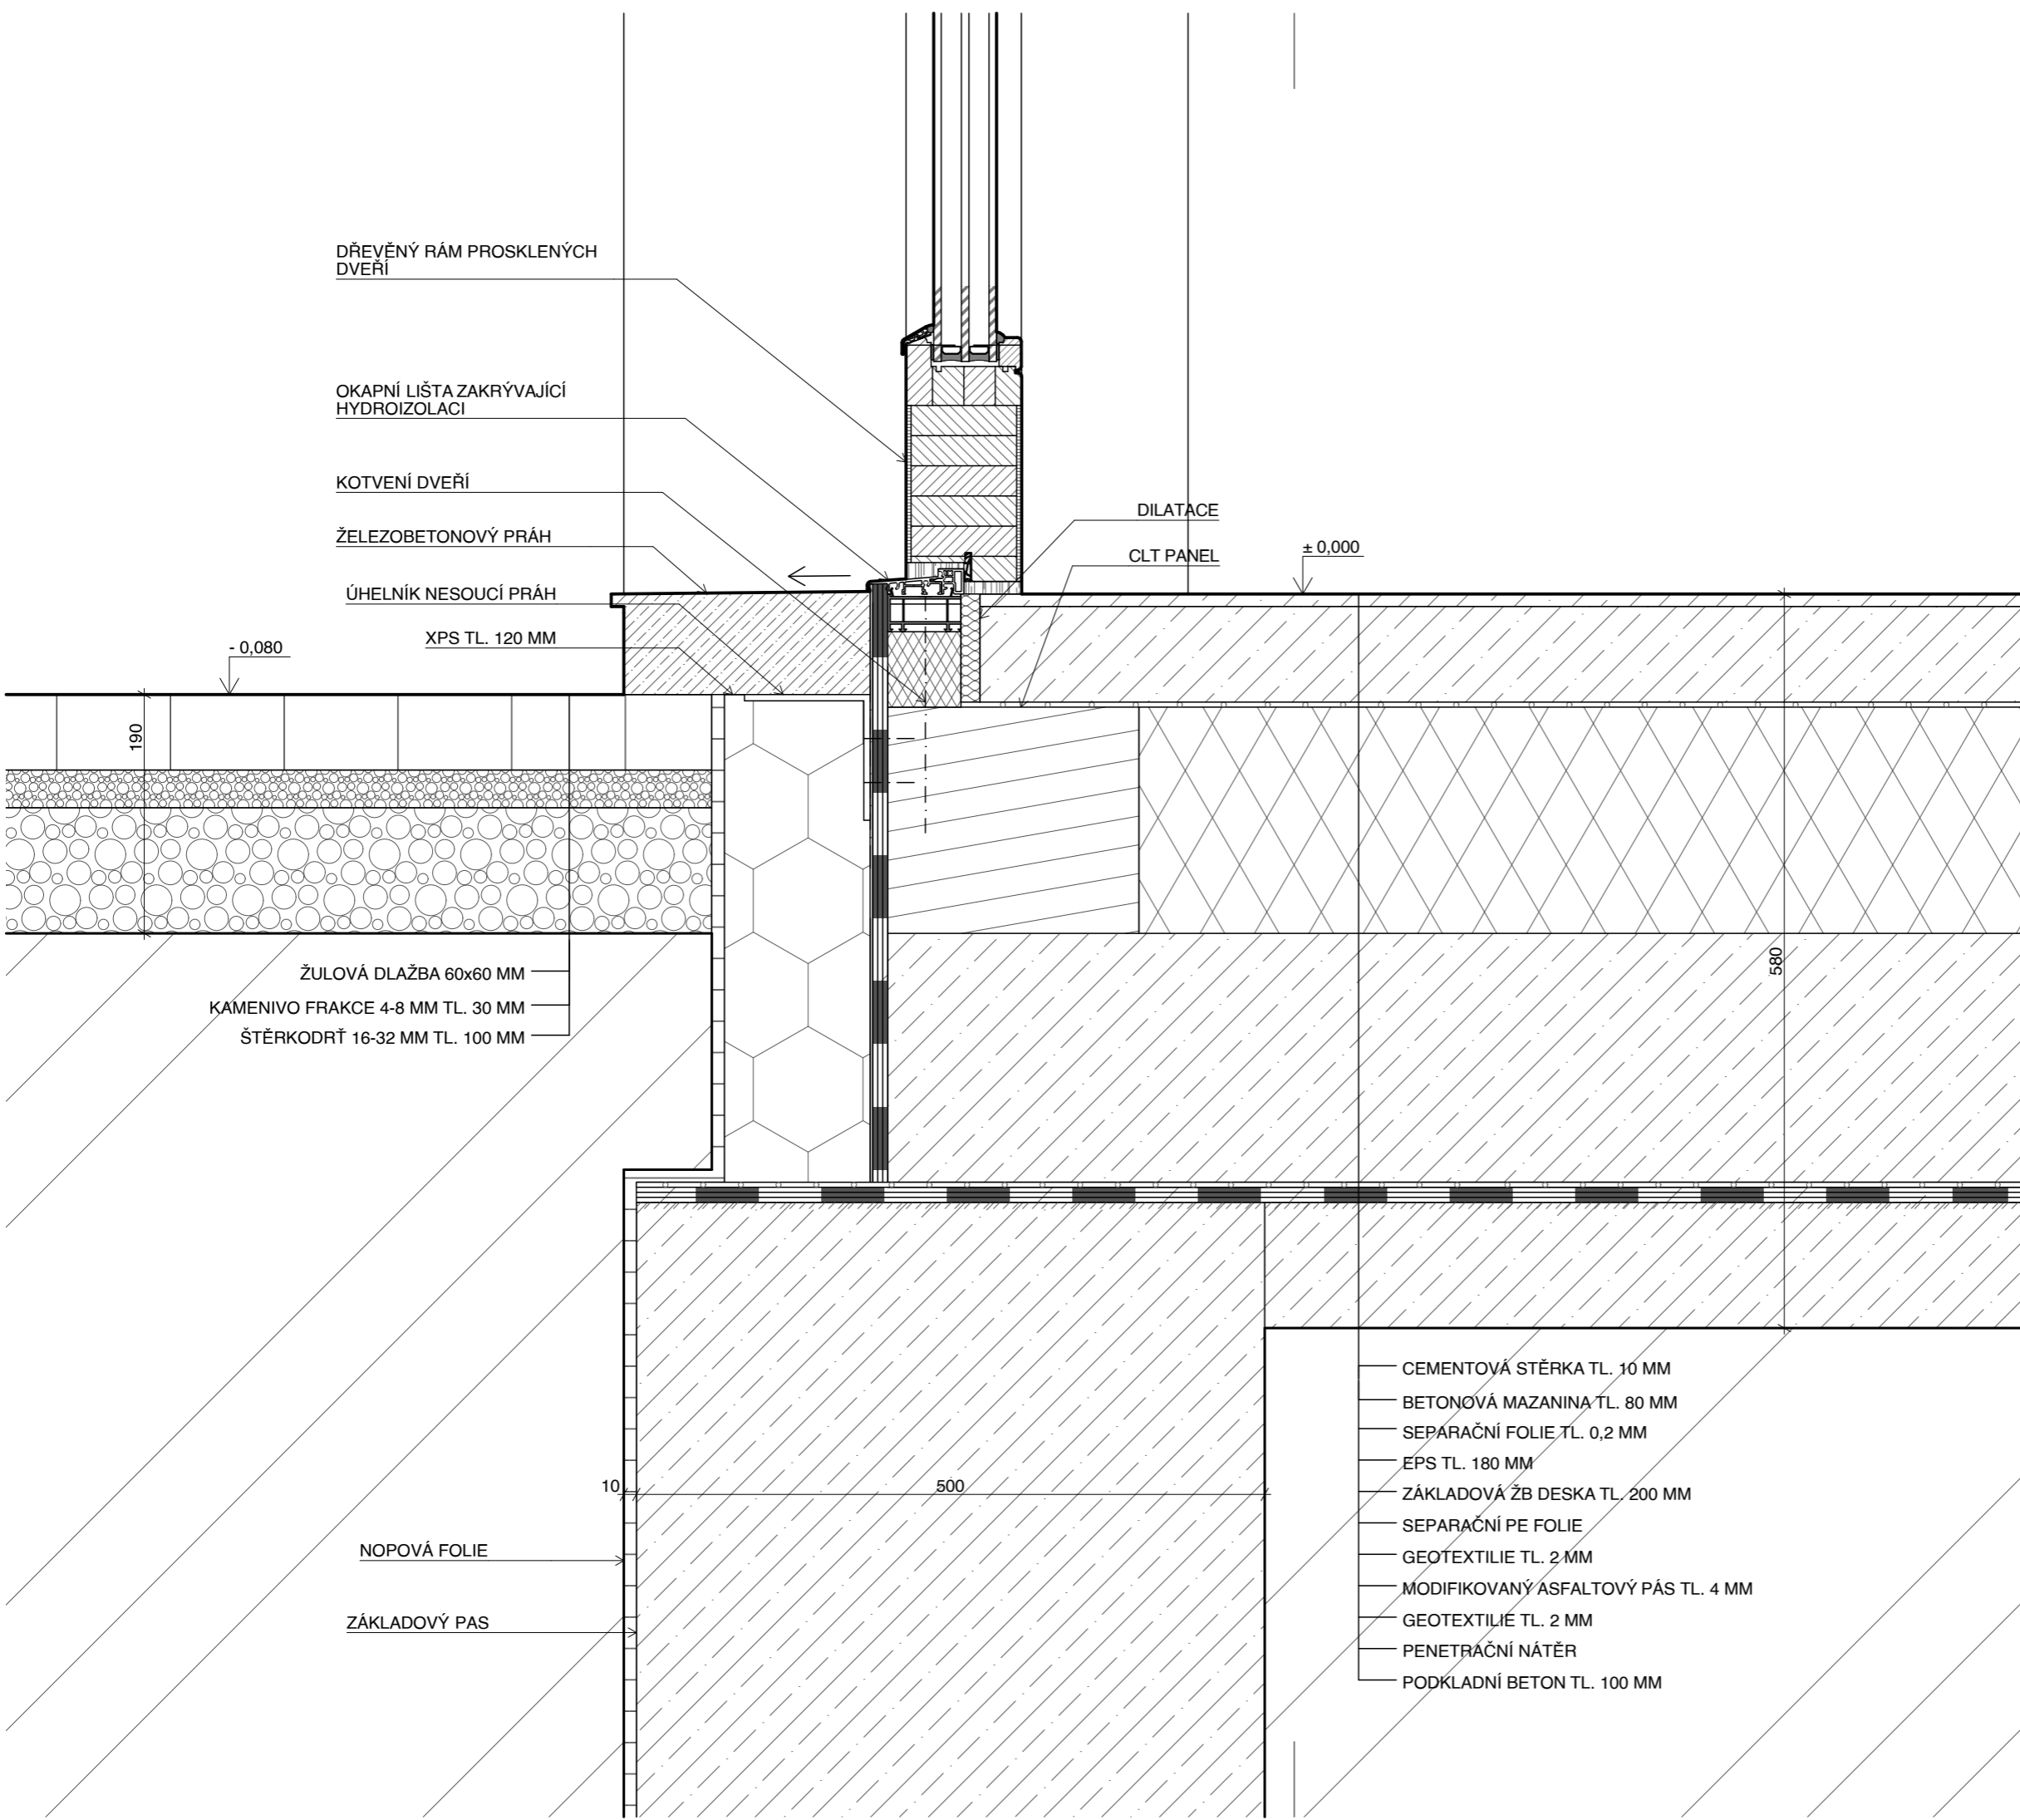 DŘEVĚNÝ RÁM PROSKLENÝCH
DVEŘÍ
OKAPNÍ LIŠTA ZAKRÝVAJÍCÍ
HYDROIZOLACI
KOTVENÍ DVEŘÍ
ŽELEZOBETONOVÝ PRÁH
ÚHELNÍK NESOUCÍ PRÁH
XPS TL. 120 MM
- 0,080
DILATACE
CLT PANEL
± 0,000
190
580
ŽULOVÁ DLAŽBA 60x60 MM
KAMENIVO FRAKCE 4-8 MM TL. 30 MM
ŠTĚRKODRŤ 16-32 MM TL. 100 MM
10
500
NOPOVÁ FOLIE
ZÁKLADOVÝ PAS
CEMENTOVÁ STĚRKA TL. 10 MM
BETONOVÁ MAZANINA TL. 80 MM
SEPARAČNÍ FOLIE TL. 0,2 MM
EPS TL. 180 MM
ZÁKLADOVÁ ŽB DESKA TL. 200 MM
SEPARAČNÍ PE FOLIE
GEOTEXTILIE TL. 2 MM
MODIFIKOVANÝ ASFALTOVÝ PÁS TL. 4 MM
GEOTEXTILIE TL. 2 MM
PENETRAČNÍ NÁTĚR
PODKLADNÍ BETON TL. 100 MM